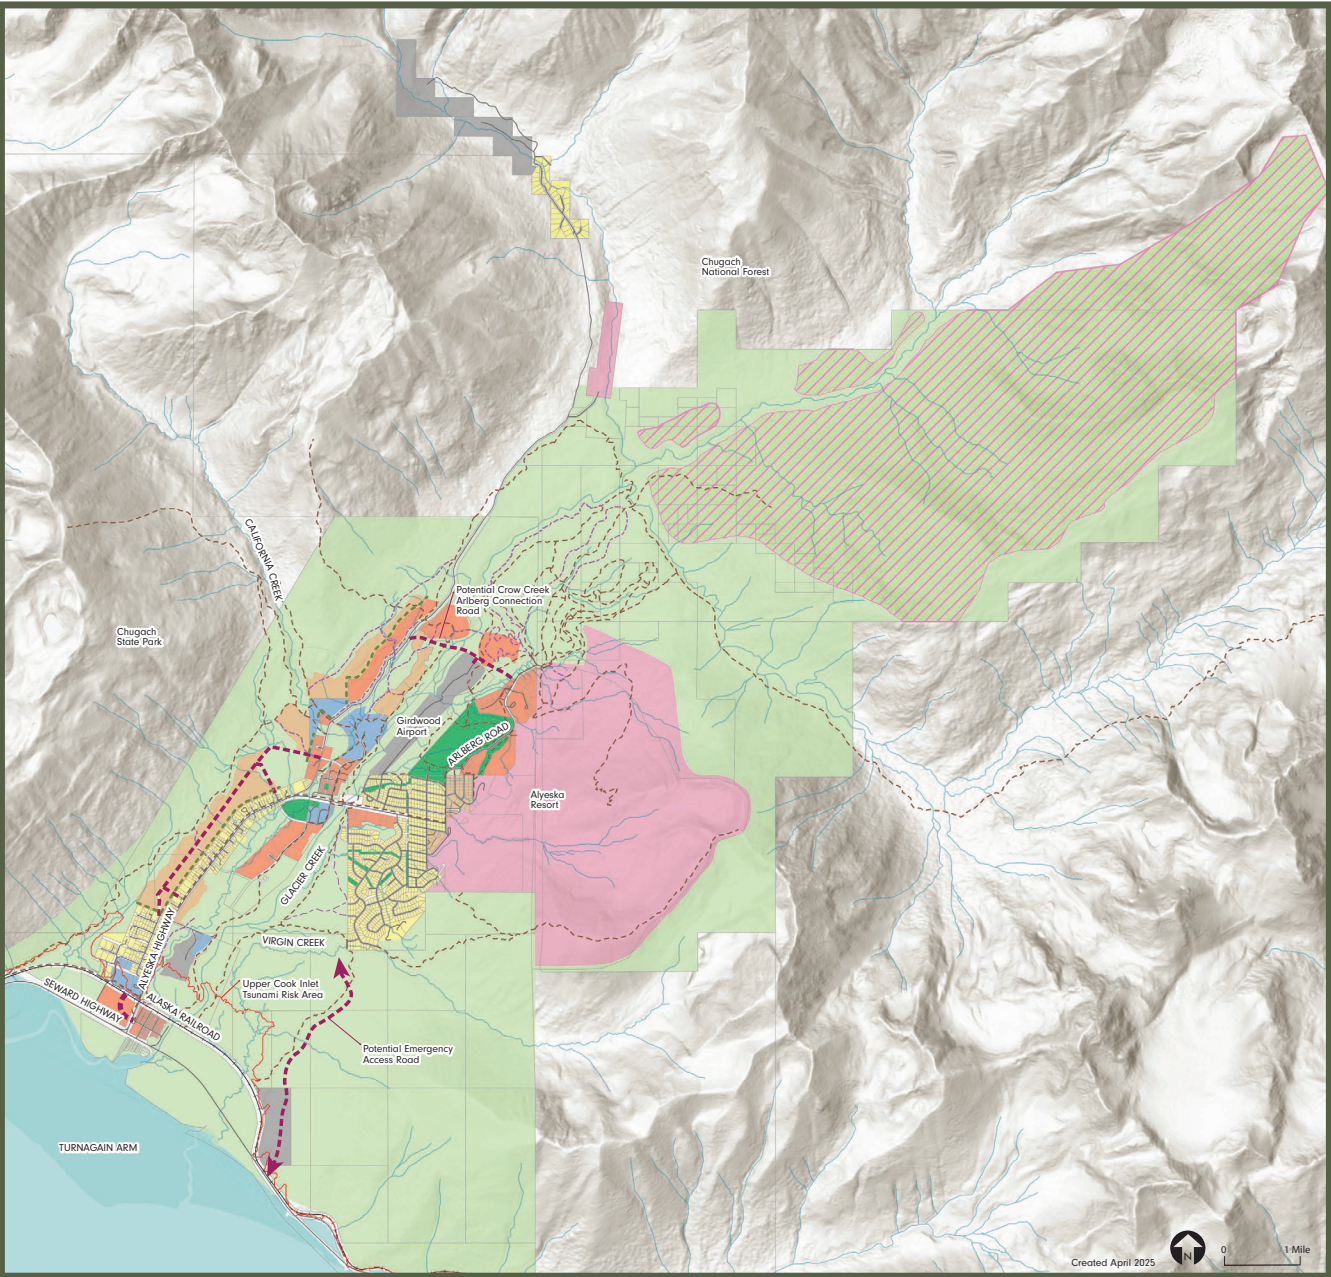 Chugach
National Forest
CALIFORNIA CREEK
Potential Crow Creek
Arlberg Connection
Road
Chugach
State Park
Girdwood
Airport
ARLBERG ROAD
Alyeska
Resort
GLACIER CREEK
ALYESKA HIGHWAY
VIRGIN CREEK
Upper Cook Inlet
Tsunami Risk Area
SEWARD HIGHWAY
ALASKA RAILROAD
Potential Emergency
Access Road
TURNAGAIN ARM
Created April 2025
N
0 1 Mile